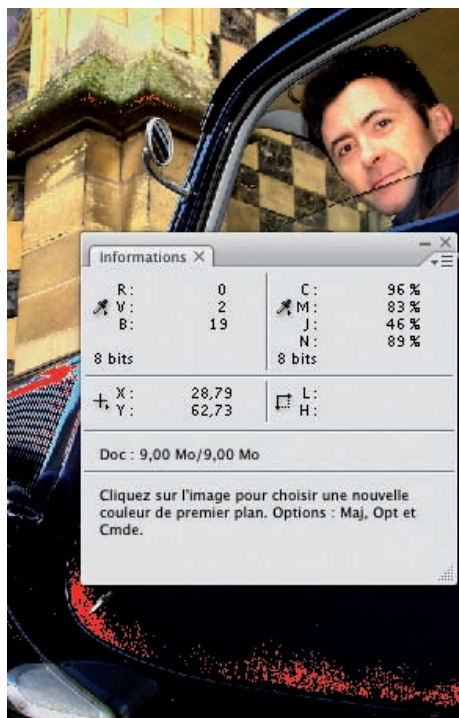 Informations
R: 0
V: 2
B: 19
8 bits
C: 96 %
M: 83 %
J: 46 %
N: 89 %
8 bits
X: 28,79
Y: 62,73
L:
H:
Doc : 9,00 Mo/9,00 Mo
Cliquez sur l'image pour choisir une nouvelle
couleur de premier plan. Options : Maj, Opt et
Cmde.